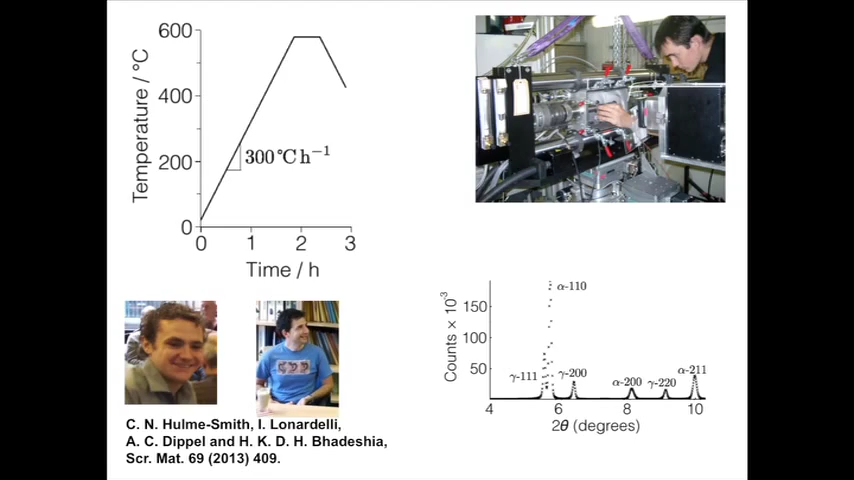 600
400
200
0
Temperature / °C
300°C h⁻¹
0 1 2 3
Time / h
C. N. Hulme-Smith, I. Lonardelli,
A. C. Dippel and H. K. D. H. Bhadeshia,
Scr. Mat. 69 (2013) 409.
Counts × 10⁻³
150
100
50
α-110
γ-111
γ-200
α-200
γ-220
α-211
4 6 8 10
2θ (degrees)